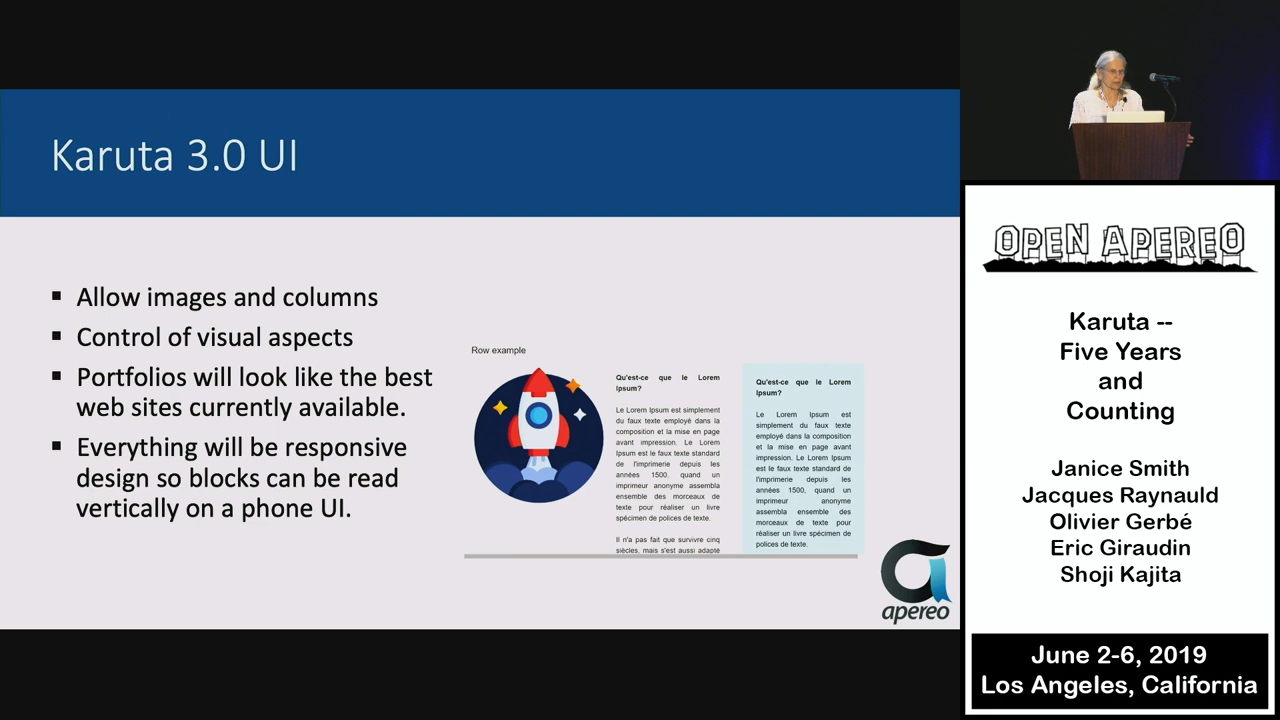 Karuta 3.0 UI
▪ Allow images and columns
▪ Control of visual aspects
▪ Portfolios will look like the best
web sites currently available.
▪ Everything will be responsive
design so blocks can be read
vertically on a phone UI.
Row example
Qu'est-ce que le Lorem
Ipsum?
Le Lorem Ipsum est simplement
du faux texte employé dans la
composition et la mise en page
avant impression. Le Lorem
Ipsum est le faux texte standard
de l'imprimerie depuis les
années 1500, quand un
imprimeur anonyme assembla
ensemble des morceaux de
texte pour réaliser un livre
spécimen de polices de texte.
Il n'a pas fait que survivre cinq
siècles, mais s'est aussi adapté
Qu'est-ce que le Lorem
Ipsum?
Le Lorem Ipsum est
simplement du faux texte
employé dans la composition
et la mise en page avant
impression. Le Lorem Ipsum
est le faux texte standard de
l'imprimerie depuis les
années 1500, quand un
imprimeur anonyme
assembla ensemble des
morceaux de texte pour
réaliser un livre spécimen de
polices de texte.
apereo
OPEN APEREO
Karuta --
Five Years
and
Counting
Janice Smith
Jacques Raynauld
Olivier Gerbé
Eric Giraudin
Shoji Kajita
June 2-6, 2019
Los Angeles, California